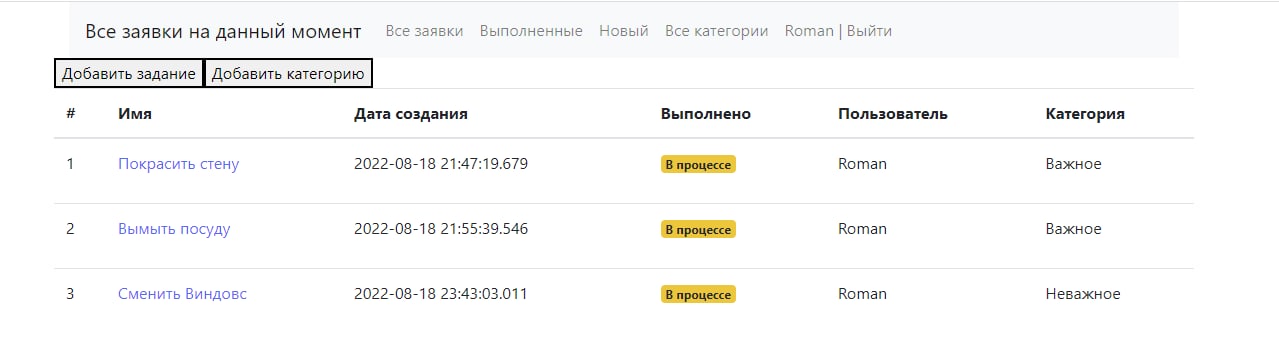 Все заявки на данный момент Все заявки Выполненные Новый Все категории Roman | Выйти
Добавить задание Добавить категорию
# Имя Дата создания Выполнено Пользователь Категория
1 Покрасить стену 2022-08-18 21:47:19.679 В процессе Roman Важное
2 Вымыть посуду 2022-08-18 21:55:39.546 В процессе Roman Важное
3 Сменить Виндовс 2022-08-18 23:43:03.011 В процессе Roman Неважное